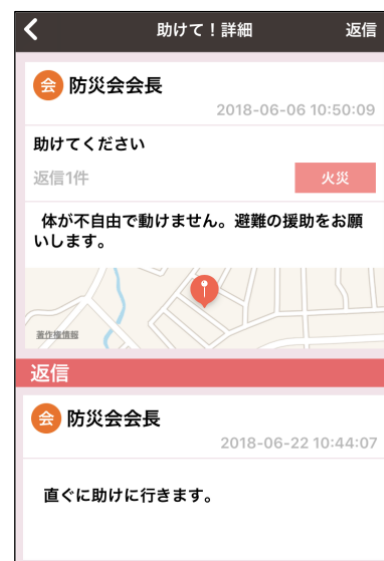 助けて！詳細 返信
会 防災会会長
2018-06-06 10:50:09
助けてください
返信1件 火災
体が不自由で動けません。避難の援助をお願
いします。
著作権情報
返信
会 防災会会長
2018-06-22 10:44:07
直ぐに助けに行きます。